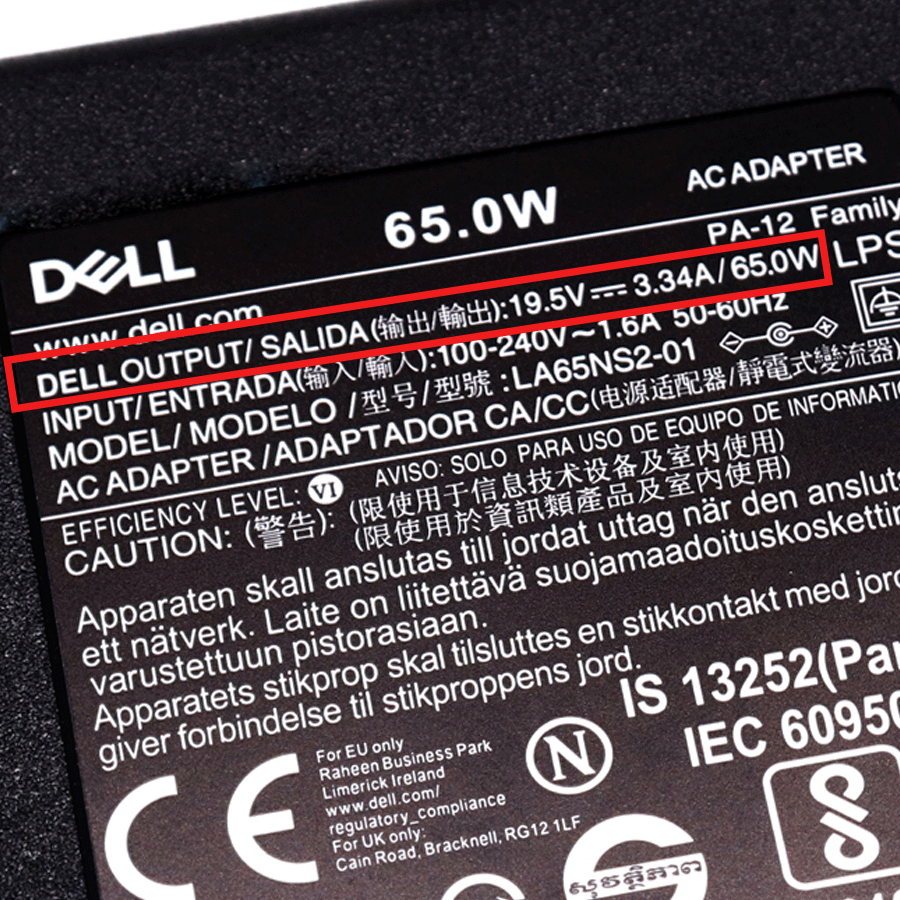 AC ADAPTER
65.0W
DELL
PA-12 Family
www.dell.com
LPS
DELL OUTPUT/ SALIDA(输出/輸出):19.5V⎓3.34A/65.0W
INPUT/ENTRADA(输入/輸入):100-240V~1.6A 50-60Hz
MODEL/ MODELO /型号/型號 :LA65NS2-01
AC ADAPTER /ADAPTADOR CA/CC(电源适配器/靜電式變流器)
EFFICIENCY LEVEL: VI
AVISO: SOLO PARA USO DE EQUIPO DE INFORMATI
CAUTION: (警告): (限使用于信息技术设备及室内使用)
(限使用於資訊類產品及室內使用)
Apparaten skall anslutas till jordat uttag när den ansluts
ett nätverk. Laite on liitettävä suojamaadoituskoskettim
varustettuun pistorasiaan.
Apparatets stikprop skal tilsluttes en stikkontakt med jord
giver forbindelse til stikproppens jord.
IS 13252(Par
IEC 60950
CE
For EU only
Raheen Business Park
Limerick Ireland
www.dell.com/
regulatory_compliance
For UK only:
Cain Road, Bracknell, RG12 1LF
N